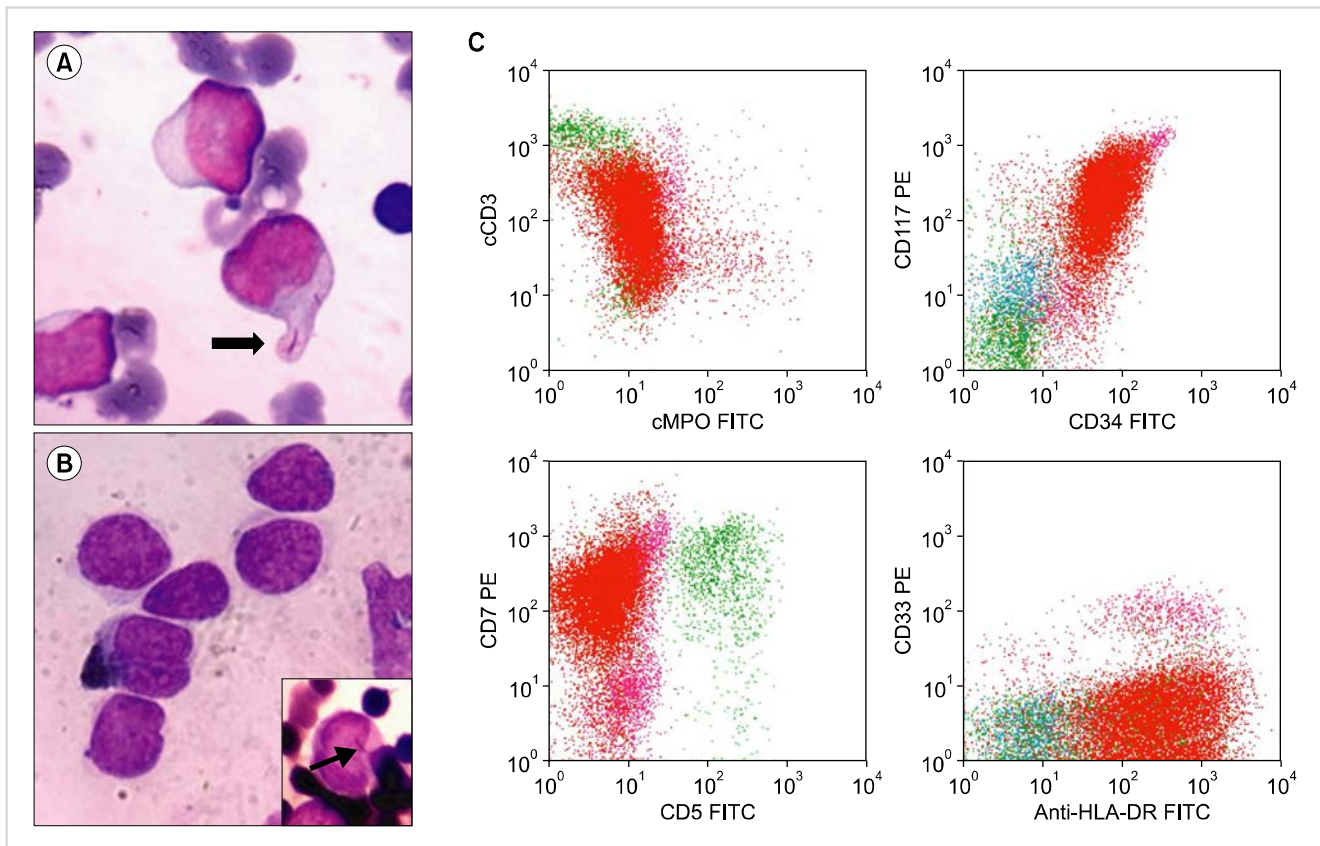 A
B
C
cCD3
10⁴
10³
10²
10¹
10⁰
10⁰ 10¹ 10² 10³ 10⁴
cMPO FITC
CD117 PE
10⁴
10³
10²
10¹
10⁰
10⁰ 10¹ 10² 10³ 10⁴
CD34 FITC
CD7 PE
10⁴
10³
10²
10¹
10⁰
10⁰ 10¹ 10² 10³ 10⁴
CD5 FITC
CD33 PE
10⁴
10³
10²
10¹
10⁰
10⁰ 10¹ 10² 10³ 10⁴
Anti-HLA-DR FITC